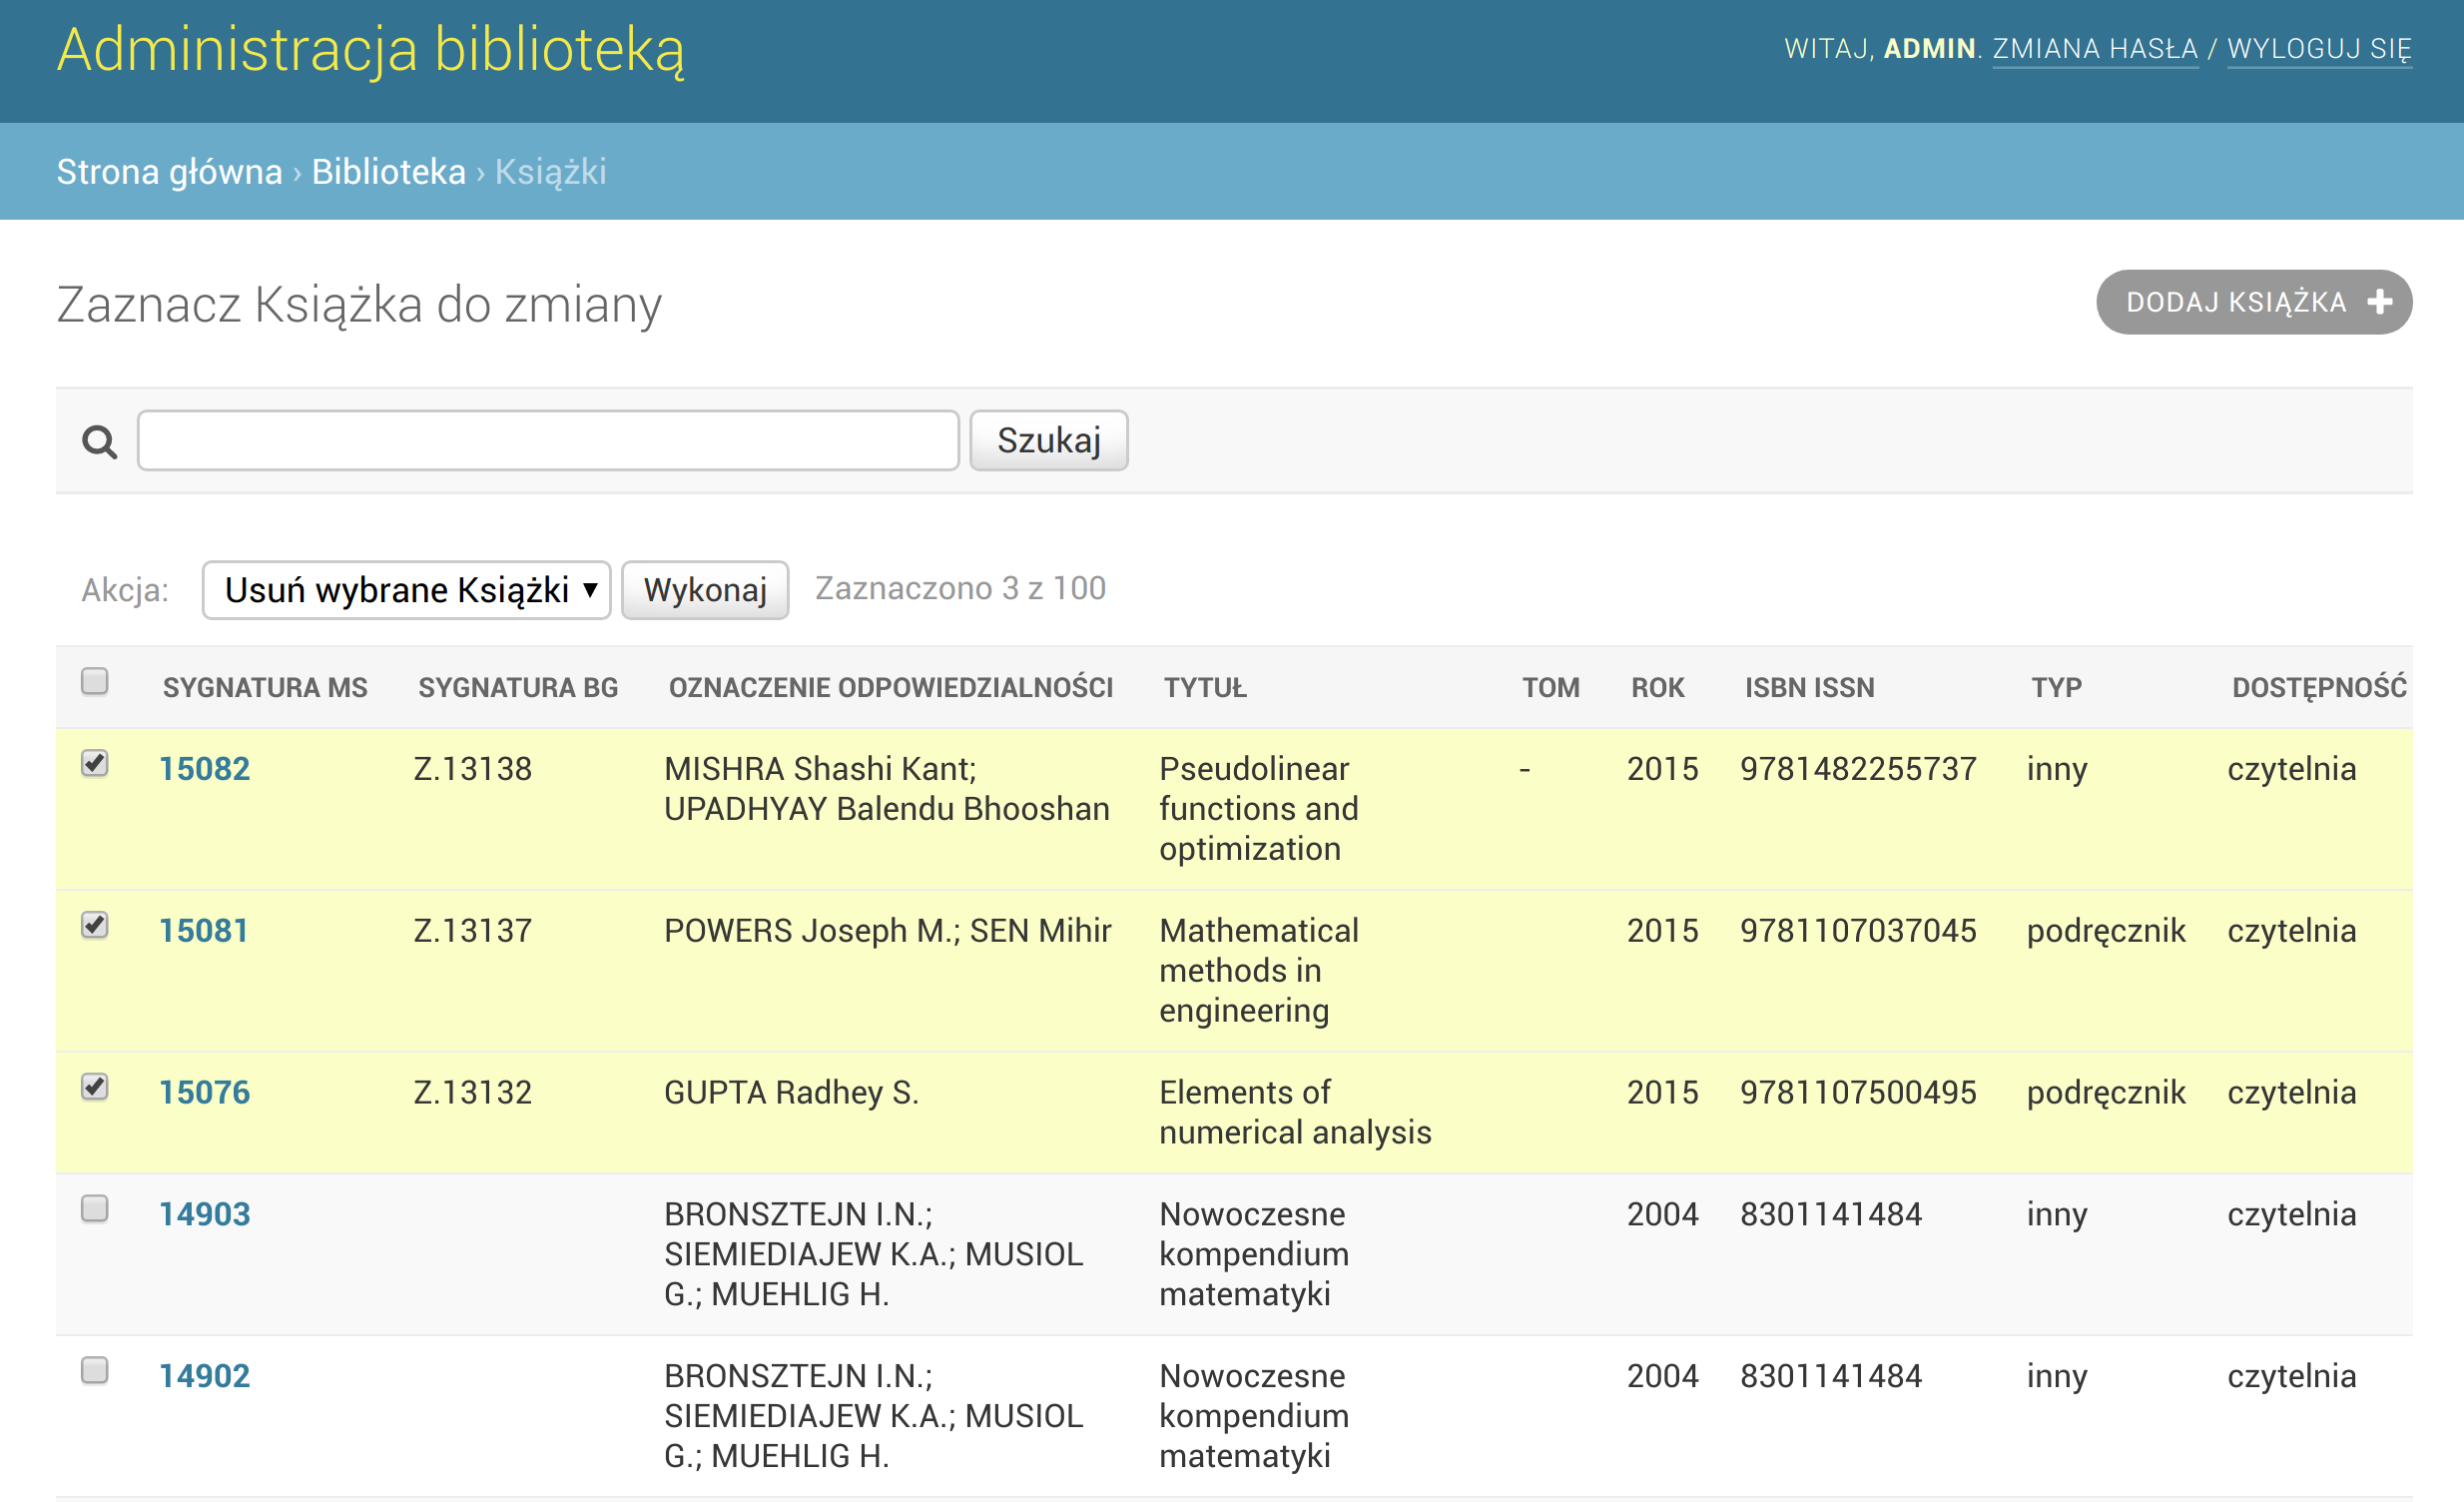 Administracja biblioteką
WITAJ, ADMIN. ZMIANA HASŁA / WYLOGUJ SIĘ
Strona główna › Biblioteka › Książki
Zaznacz Książka do zmiany
DODAJ KSIĄŻKA
Szukaj
Akcja: Usuń wybrane Książki Wykonaj Zaznaczono 3 z 100
SYGNATURA MS SYGNATURA BG OZNACZENIE ODPOWIEDZIALNOŚCI TYTUŁ TOM ROK ISBN ISSN TYP DOSTĘPNOŚĆ
15082 Z.13138 MISHRA Shashi Kant; Pseudolinear - 2015 9781482255737 inny czytelnia
UPADHYAY Balendu Bhooshan functions and
optimization
15081 Z.13137 POWERS Joseph M.; SEN Mihir Mathematical 2015 9781107037045 podręcznik czytelnia
methods in
engineering
15076 Z.13132 GUPTA Radhey S. Elements of 2015 9781107500495 podręcznik czytelnia
numerical analysis
14903 BRONSZTEJN I.N.; Nowoczesne 2004 8301141484 inny czytelnia
SIEMIEDIAJEW K.A.; MUSIOL kompendium
G.; MUEHLIG H. matematyki
14902 BRONSZTEJN I.N.; Nowoczesne 2004 8301141484 inny czytelnia
SIEMIEDIAJEW K.A.; MUSIOL kompendium
G.; MUEHLIG H. matematyki